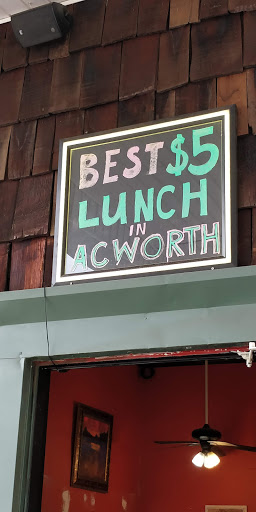 BEST $5
LUNCH
IN
ACWORTH